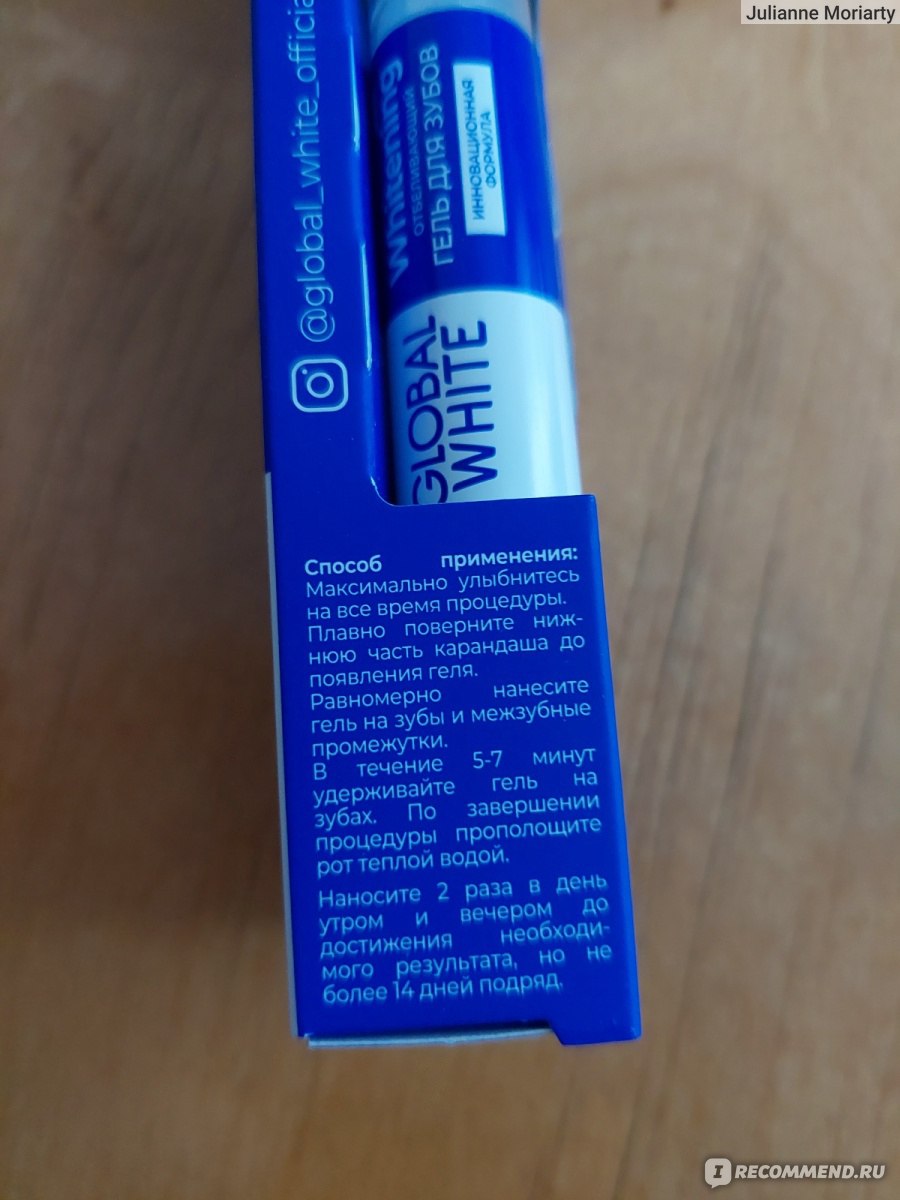 Julianne Moriarty
@global_white_officia
whitening
ОТБЕЛИВАЮЩИЙ
ГЕЛЬ ДЛЯ ЗУБОВ
ИННОВАЦИОННАЯ
ФОРМУЛА
GLOBAL
WHITE
Способ применения:
Максимально улыбнитесь
на все время процедуры.
Плавно поверните ниж-
нюю часть карандаша до
появления геля.
Равномерно нанесите
гель на зубы и межзубные
промежутки.
В течение 5-7 минут
удерживайте гель на
зубах. По завершении
процедуры прополощите
рот теплой водой.
Наносите 2 раза в день
утром и вечером до
достижения необходи-
мого результата, но не
более 14 дней подряд.
IRECOMMEND.RU